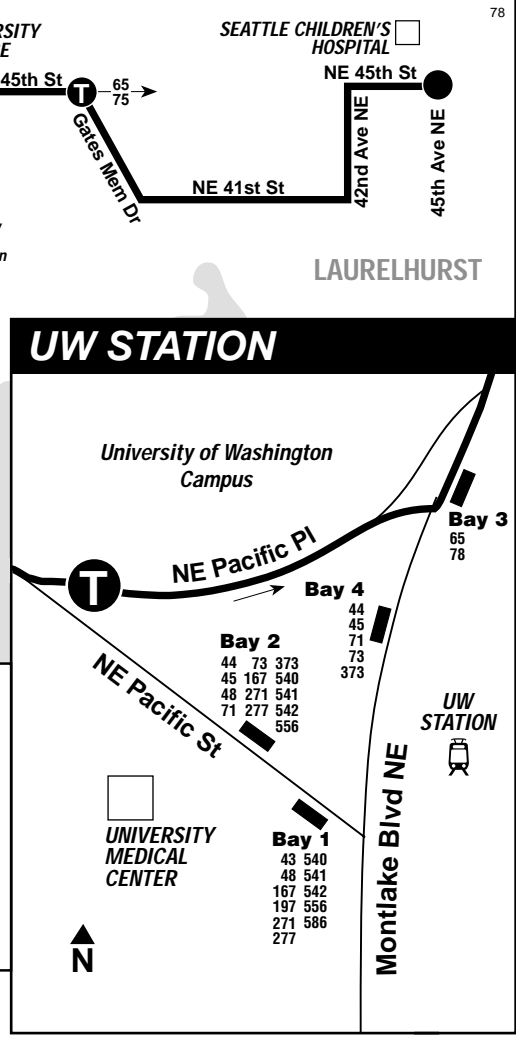 78
RSITY
E
SEATTLE CHILDREN'S
HOSPITAL
45th St
T
65
75
NE 45th St
Gates Mem Dr
NE 41st St
42nd Ave NE
45th Ave NE
n
LAURELHURST
UW STATION
University of Washington
Campus
Bay 3
65
78
NE Pacific Pl
T
Bay 4
44
45
71
73
373
Bay 2
44 73 373
45 167 540
48 271 541
71 277 542
556
NE Pacific St
UW
STATION
Montlake Blvd NE
UNIVERSITY
MEDICAL
CENTER
Bay 1
43 540
48 541
167 542
197 556
271 586
277
N